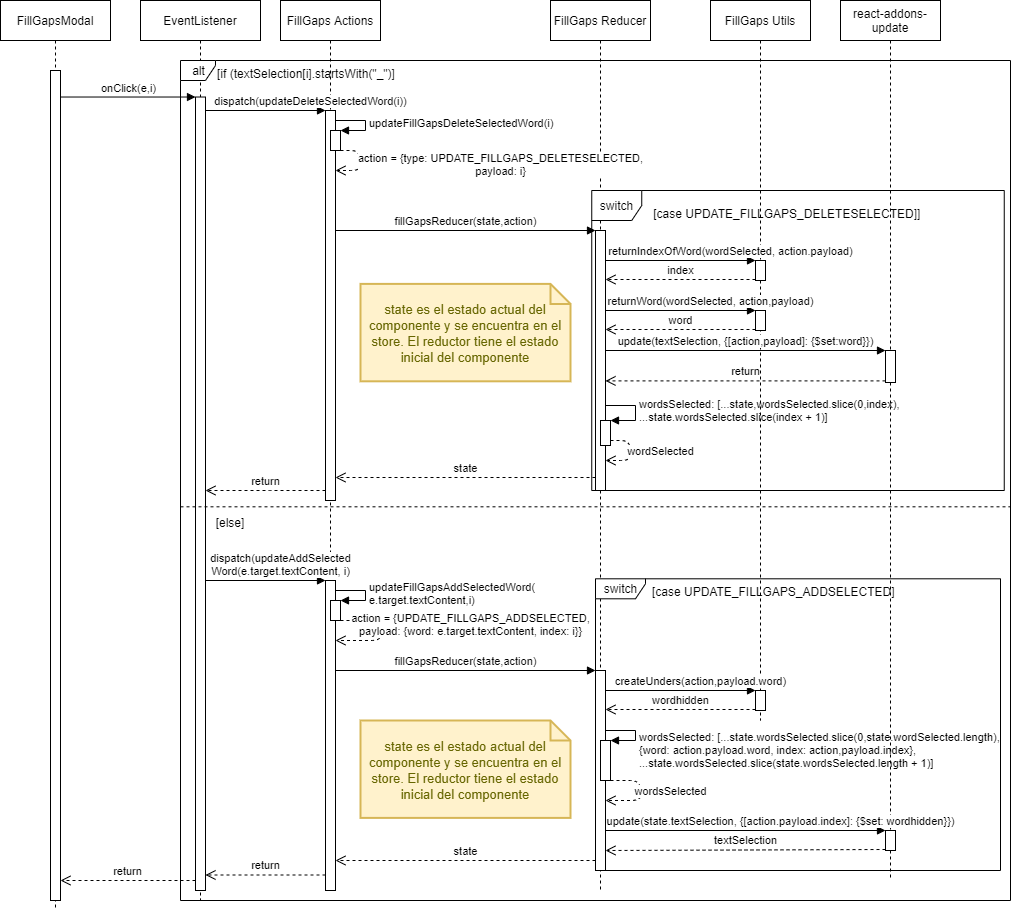 FillGapsModal
EventListener
FillGaps Actions
FillGaps Reducer
FillGaps Utils
react-addons-
update
alt
[if (textSelection[i].startsWith("_")]
onClick(e,i)
dispatch(updateDeleteSelectedWord(i))
updateFillGapsDeleteSelectedWord(i)
action = {type: UPDATE_FILLGAPS_DELETESELECTED,
payload: i}
switch
[case UPDATE_FILLGAPS_DELETESELECTED]]
fillGapsReducer(state,action)
returnIndexOfWord(wordSelected, action.payload)
index
returnWord(wordSelected, action,payload)
word
state es el estado actual del
componente y se encuentra en el
store. El reductor tiene el estado
inicial del componente
update(textSelection, {[action,payload]: {$set:word}})
return
wordsSelected: [...state,wordsSelected.slice(0,index),
...state.wordsSelected.slice(index + 1)]
wordSelected
state
return
[else]
dispatch(updateAddSelected
Word(e.target.textContent, i)
updateFillGapsAddSelectedWord(
e.target.textContent,i)
action = {UPDATE_FILLGAPS_ADDSELECTED,
payload: {word: e.target.textContent, index: i}}
switch
[case UPDATE_FILLGAPS_ADDSELECTED]
fillGapsReducer(state,action)
createUnders(action,payload.word)
wordhidden
state es el estado actual del
componente y se encuentra en el
store. El reductor tiene el estado
inicial del componente
wordsSelected: [...state.wordsSelected.slice(0,state.wordSelected.length),
{word: action.payload.word, index: action,payload.index},
...state.wordsSelected.slice(state.wordsSelected.length + 1)]
wordsSelected
update(state.textSelection, {[action.payload.index]: {$set: wordhidden}})
textSelection
state
return
return